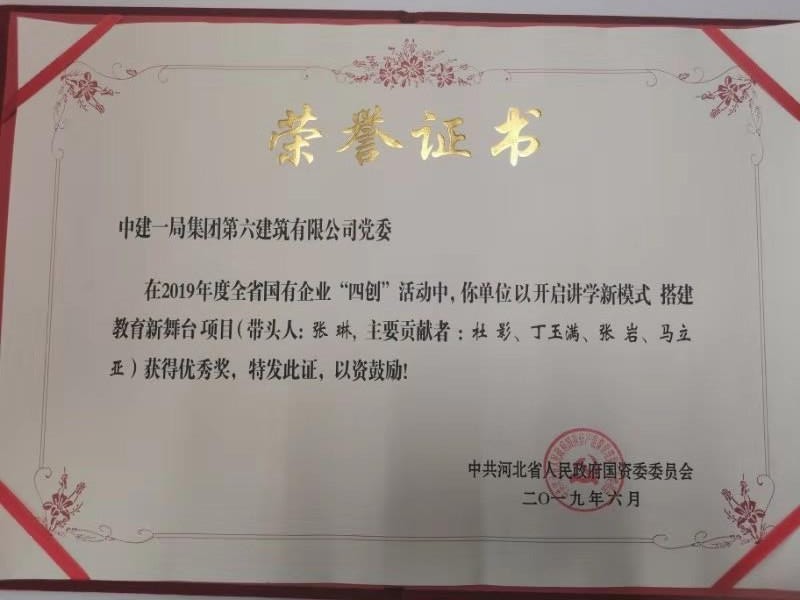 荣誉证书
中建一局集团第六建筑有限公司党委
在2019年度全省国有企业“四创”活动中，你单位以开启讲学新模式 搭建
教育新舞台项目（带头人：张 琳，主要贡献者：杜 影、丁玉满、张 岩、马立
亚）获得优秀奖，特发此证，以资鼓励！
中共河北省人民政府国资委委员会
二〇一九年六月